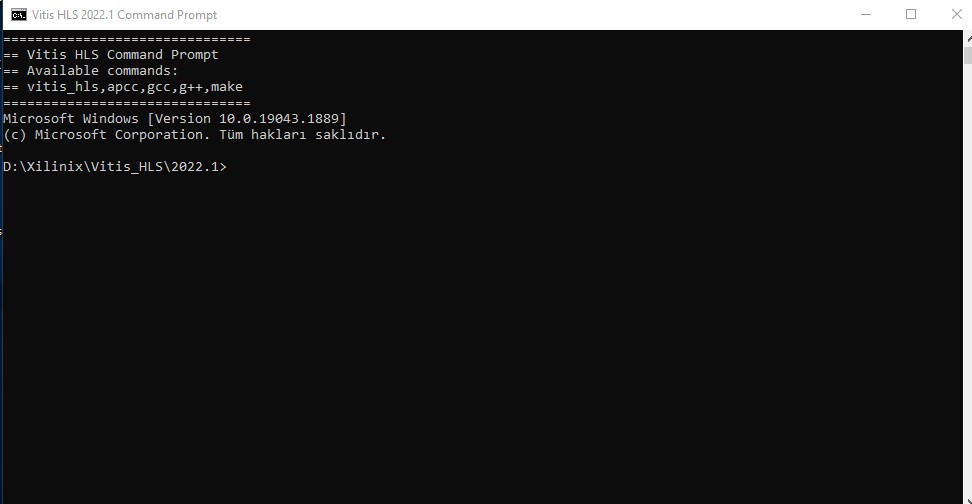 Vitis HLS 2022.1 Command Prompt
===============================
== Vitis HLS Command Prompt
== Available commands:
== vitis_hls,apcc,gcc,g++,make
===============================
Microsoft Windows [Version 10.0.19043.1889]
(c) Microsoft Corporation. Tüm hakları saklıdır.
D:\Xilinix\Vitis_HLS\2022.1>